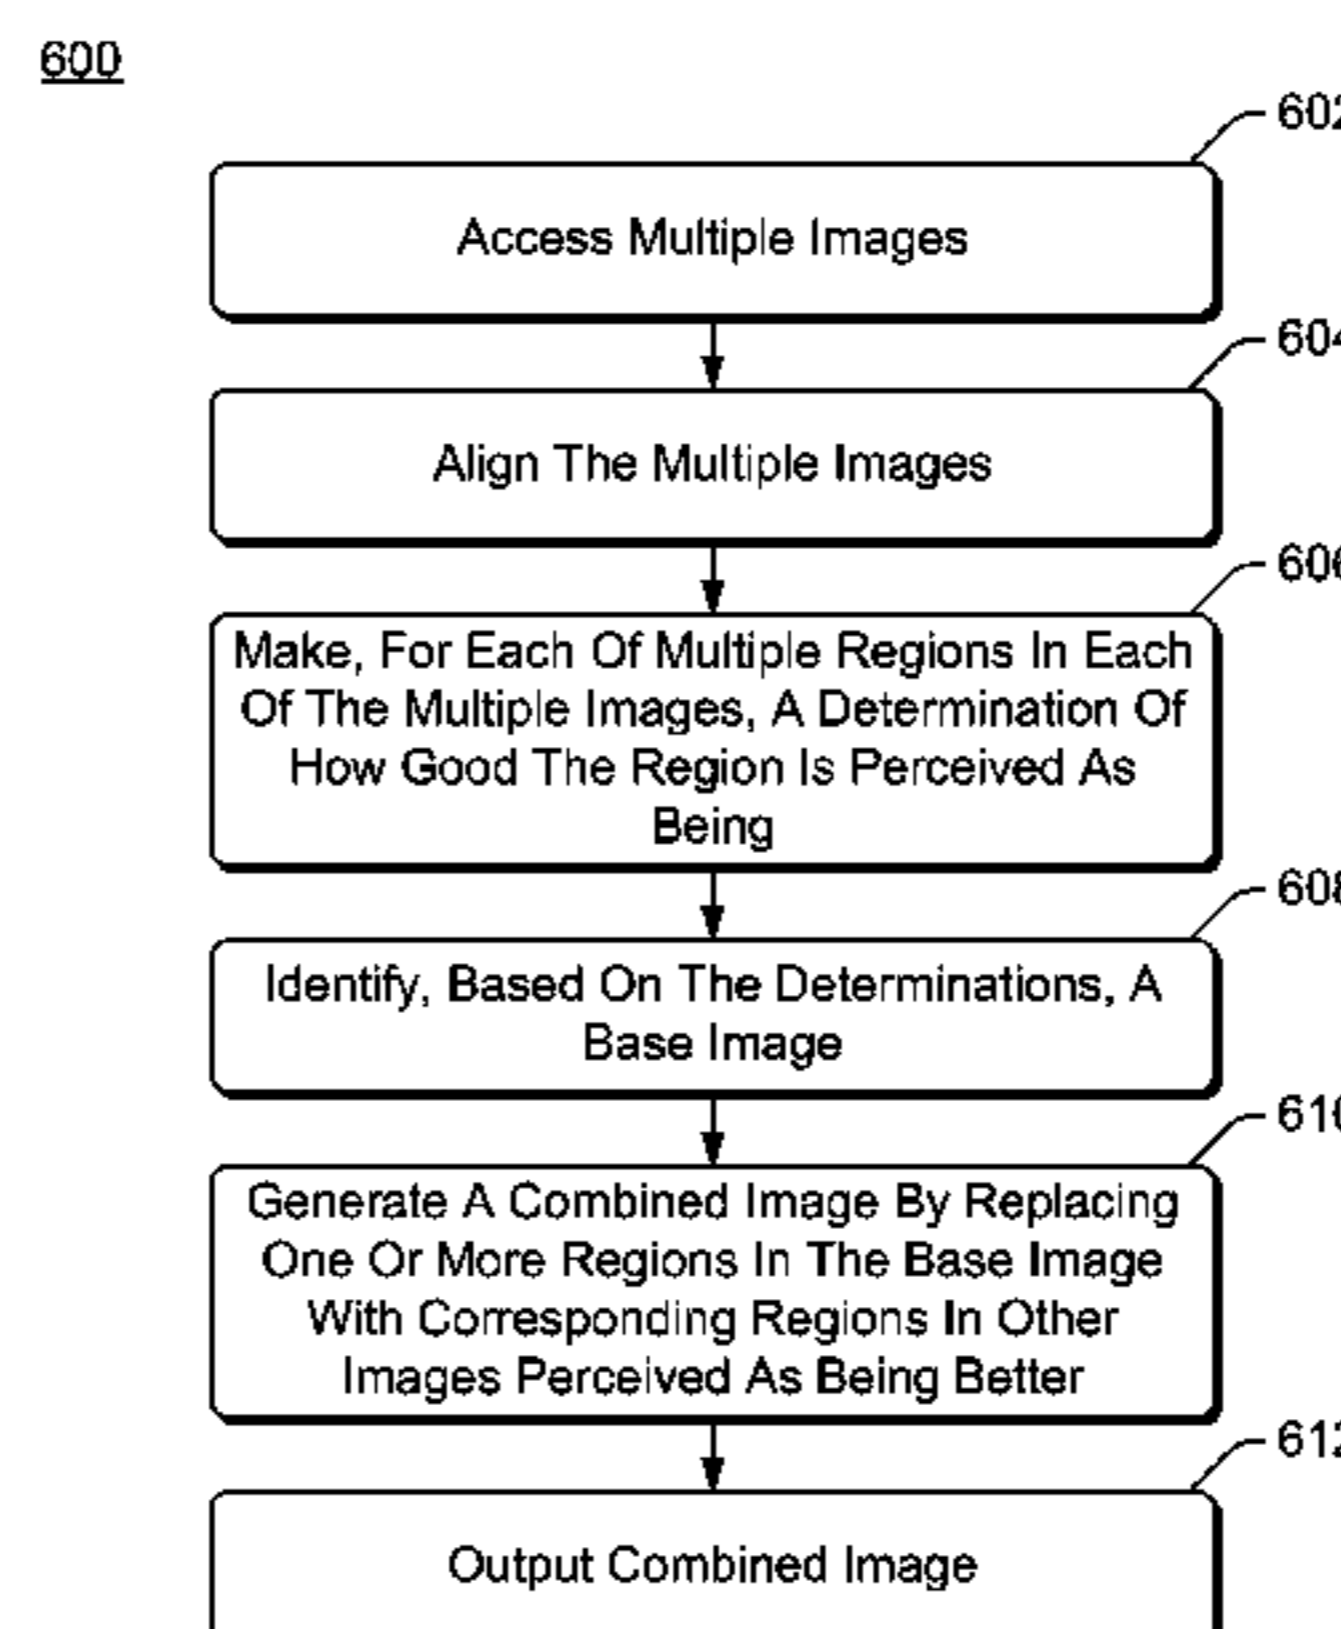 600
602
Access Multiple Images
604
Align The Multiple Images
606
Make, For Each Of Multiple Regions In Each
Of The Multiple Images, A Determination Of
How Good The Region Is Perceived As
Being
608
Identify, Based On The Determinations, A
Base Image
610
Generate A Combined Image By Replacing
One Or More Regions In The Base Image
With Corresponding Regions In Other
Images Perceived As Being Better
612
Output Combined Image